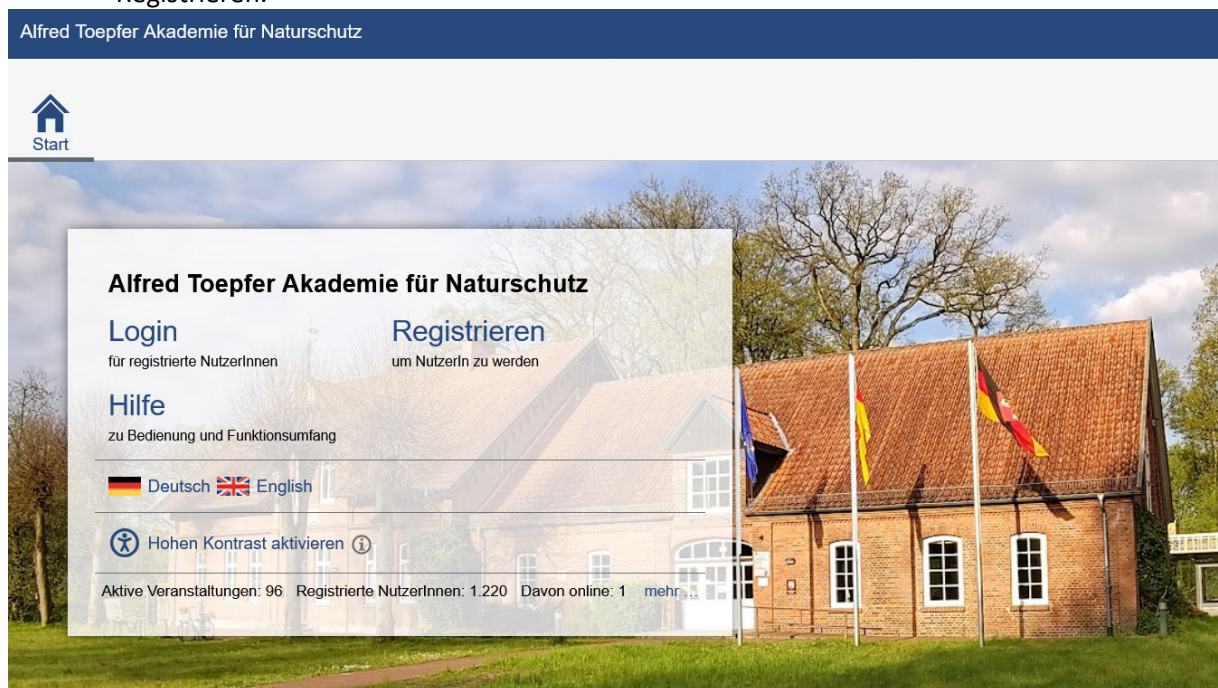 Registrieren.
Alfred Toepfer Akademie für Naturschutz
Start
Alfred Toepfer Akademie für Naturschutz
Login Registrieren
für registrierte NutzerInnen um NutzerIn zu werden
Hilfe
zu Bedienung und Funktionsumfang
Deutsch English
Hohen Kontrast aktivieren
Aktive Veranstaltungen: 96 Registrierte NutzerInnen: 1.220 Davon online: 1 mehr ...